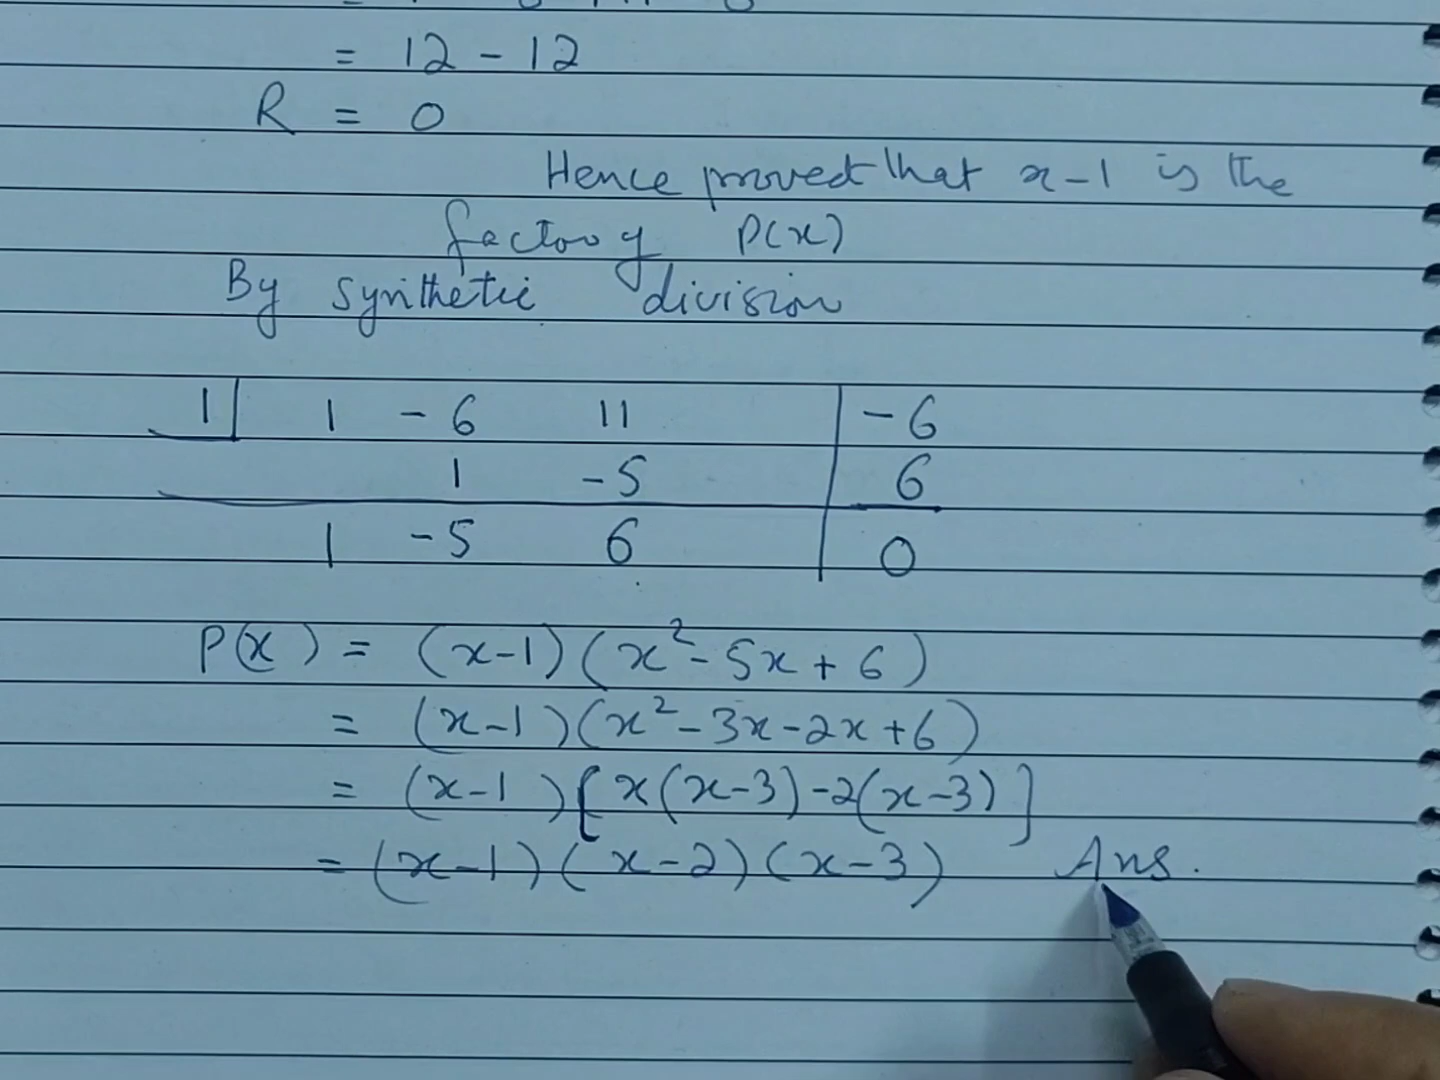 = 12 - 12
R = 0
Hence proved that x-1 is the
factor of P(x)
By synthetic division
1 1 - 6 11 - 6
1 - 5 6
1 - 5 6 0
P(x) = (x-1)(x²- 5x + 6)
= (x-1)(x²- 3x - 2x + 6)
= (x-1)[x(x-3) -2(x-3)]
= (x-1)(x-2)(x-3) Ans.